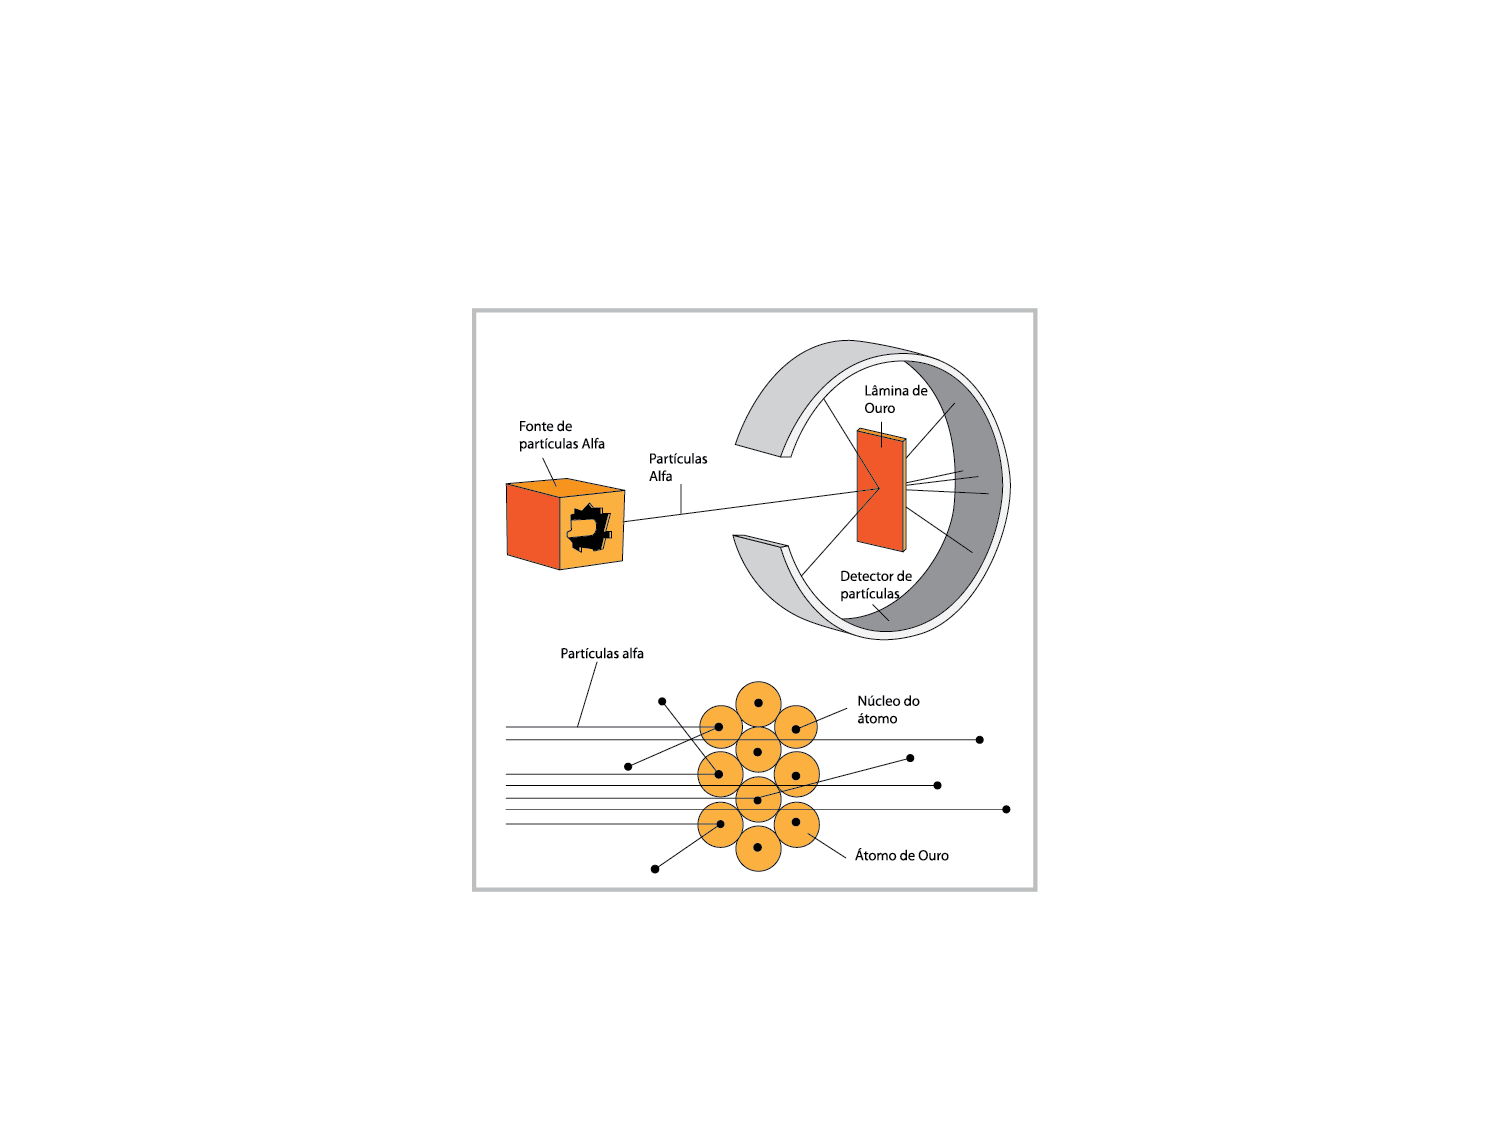 Lâmina de
Ouro
Fonte de
partículas Alfa
Partículas
Alfa
Detector de
partículas
Partículas alfa
Núcleo do
átomo
Átomo de Ouro